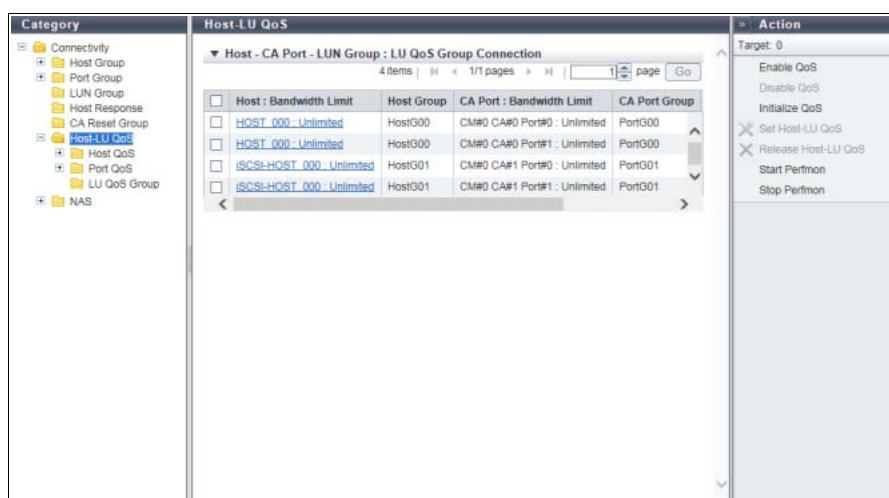 Category
Connectivity
Host Group
Port Group
LUN Group
Host Response
CA Reset Group
Host-LU QoS
Host QoS
Port QoS
LU QoS Group
NAS
Host-LU QoS
Host - CA Port - LUN Group : LU QoS Group Connection
4 items | 1/1 pages | 1 page Go
Host : Bandwidth Limit Host Group CA Port : Bandwidth Limit CA Port Group
HOST_000 : Unlimited HostG00 CM#0 CA#0 Port#0 : Unlimited PortG00
HOST_000 : Unlimited HostG00 CM#0 CA#0 Port#1 : Unlimited PortG00
iSCSI-HOST_000 : Unlimited HostG01 CM#0 CA#1 Port#0 : Unlimited PortG01
iSCSI-HOST_000 : Unlimited HostG01 CM#0 CA#1 Port#1 : Unlimited PortG01
» Action
Target: 0
Enable QoS
Disable QoS
Initialize QoS
Set Host-LU QoS
Release Host-LU QoS
Start Perfmon
Stop Perfmon